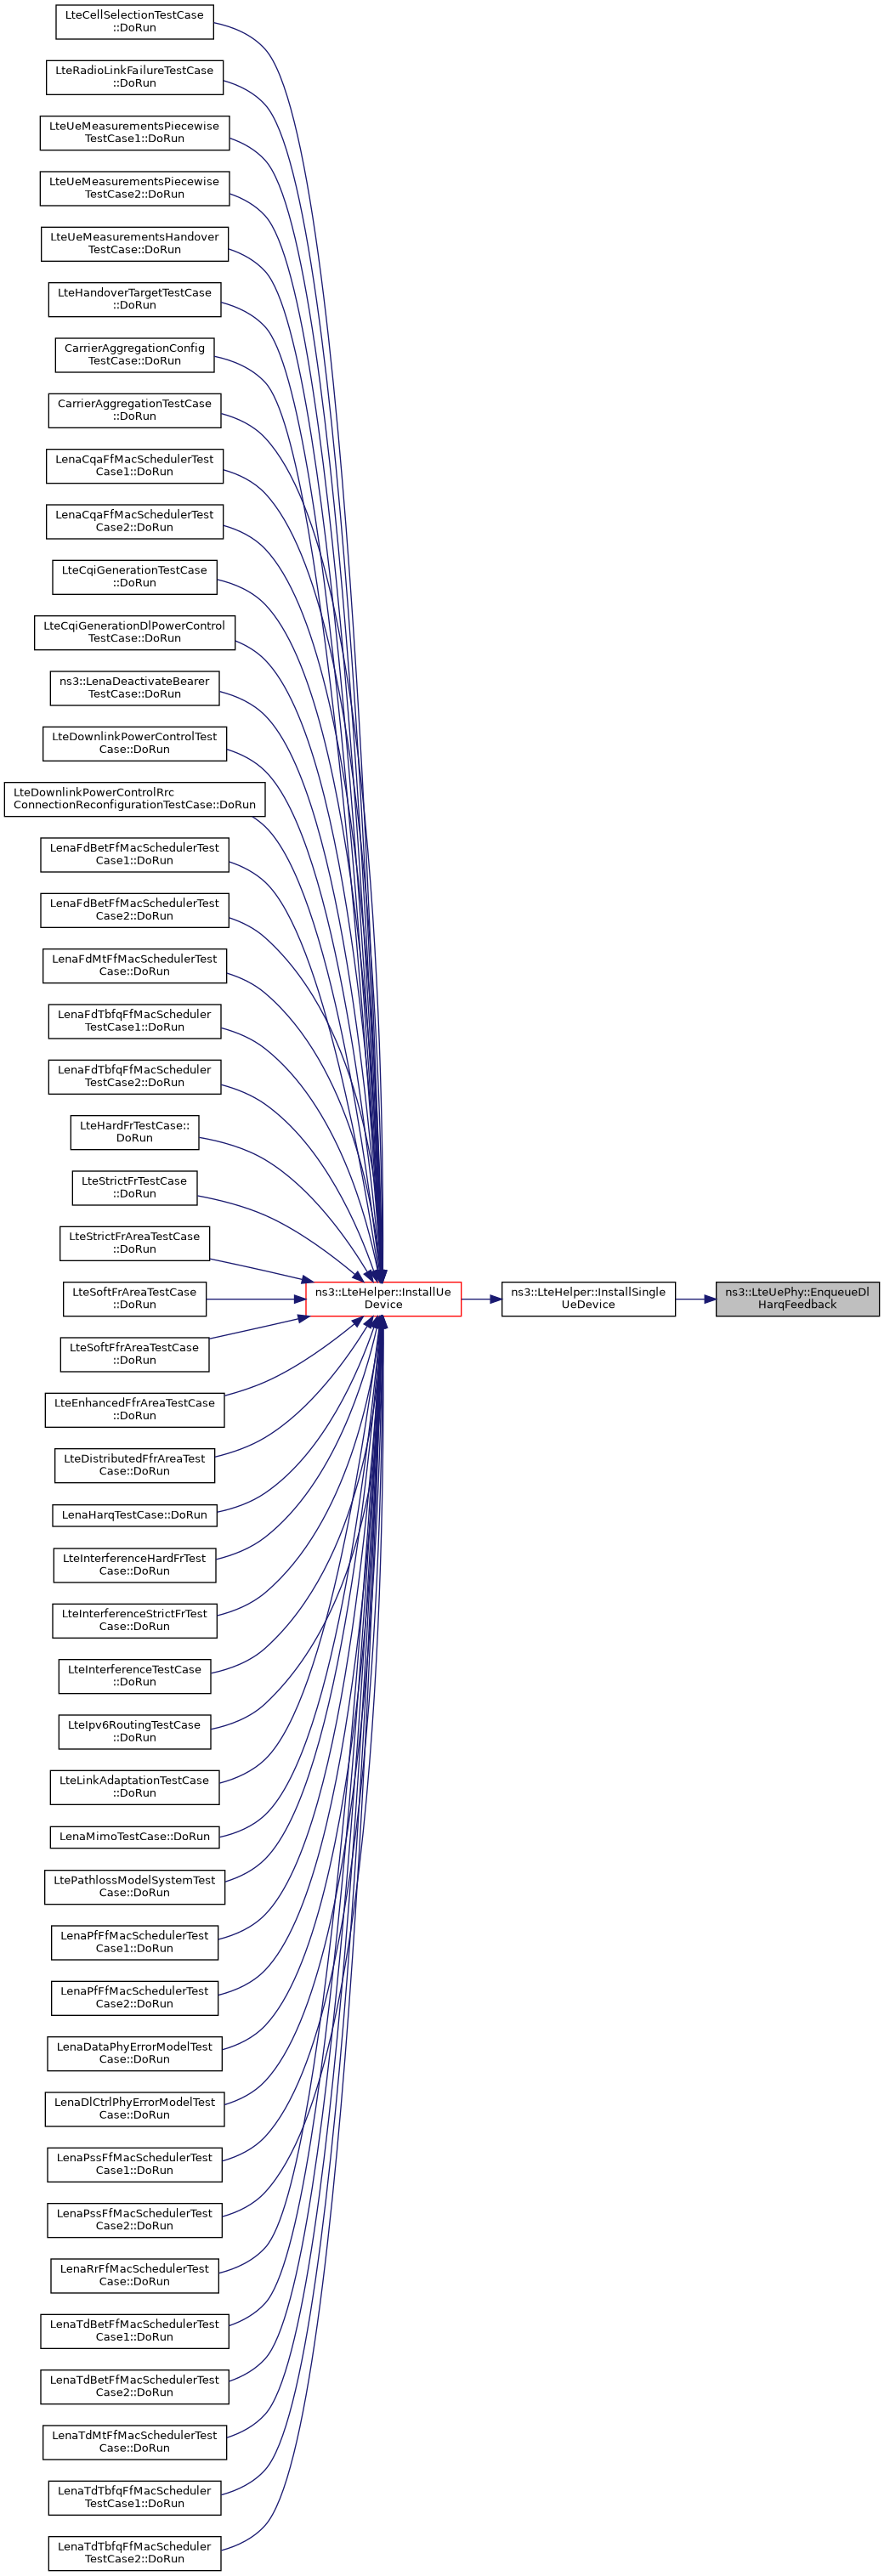 LteCellSelectionTestCase
::DoRun
LteRadioLinkFailureTestCase
::DoRun
LteUeMeasurementsPiecewise
TestCase1::DoRun
LteUeMeasurementsPiecewise
TestCase2::DoRun
LteUeMeasurementsHandover
TestCase::DoRun
LteHandoverTargetTestCase
::DoRun
CarrierAggregationConfig
TestCase::DoRun
CarrierAggregationTestCase
::DoRun
LenaCqaFfMacSchedulerTest
Case1::DoRun
LenaCqaFfMacSchedulerTest
Case2::DoRun
LteCqiGenerationTestCase
::DoRun
LteCqiGenerationDlPowerControl
TestCase::DoRun
ns3::LenaDeactivateBearer
TestCase::DoRun
LteDownlinkPowerControlTest
Case::DoRun
LteDownlinkPowerControlRrc
ConnectionReconfigurationTestCase::DoRun
LenaFdBetFfMacSchedulerTest
Case1::DoRun
LenaFdBetFfMacSchedulerTest
Case2::DoRun
LenaFdMtFfMacSchedulerTest
Case::DoRun
LenaFdTbfqFfMacScheduler
TestCase1::DoRun
LenaFdTbfqFfMacScheduler
TestCase2::DoRun
LteHardFrTestCase::
DoRun
LteStrictFrTestCase
::DoRun
LteStrictFrAreaTestCase
::DoRun
LteSoftFrAreaTestCase
::DoRun
ns3::LteHelper::InstallUe
Device
ns3::LteHelper::InstallSingle
UeDevice
ns3::LteUePhy::EnqueueDl
HarqFeedback
LteSoftFfrAreaTestCase
::DoRun
LteEnhancedFfrAreaTestCase
::DoRun
LteDistributedFfrAreaTest
Case::DoRun
LenaHarqTestCase::DoRun
LteInterferenceHardFrTest
Case::DoRun
LteInterferenceStrictFrTest
Case::DoRun
LteInterferenceTestCase
::DoRun
LteIpv6RoutingTestCase
::DoRun
LteLinkAdaptationTestCase
::DoRun
LenaMimoTestCase::DoRun
LtePathlossModelSystemTest
Case::DoRun
LenaPfFfMacSchedulerTest
Case1::DoRun
LenaPfFfMacSchedulerTest
Case2::DoRun
LenaDataPhyErrorModelTest
Case::DoRun
LenaDlCtrlPhyErrorModelTest
Case::DoRun
LenaPssFfMacSchedulerTest
Case1::DoRun
LenaPssFfMacSchedulerTest
Case2::DoRun
LenaRrFfMacSchedulerTest
Case::DoRun
LenaTdBetFfMacSchedulerTest
Case1::DoRun
LenaTdBetFfMacSchedulerTest
Case2::DoRun
LenaTdMtFfMacSchedulerTest
Case::DoRun
LenaTdTbfqFfMacScheduler
TestCase1::DoRun
LenaTdTbfqFfMacScheduler
TestCase2::DoRun